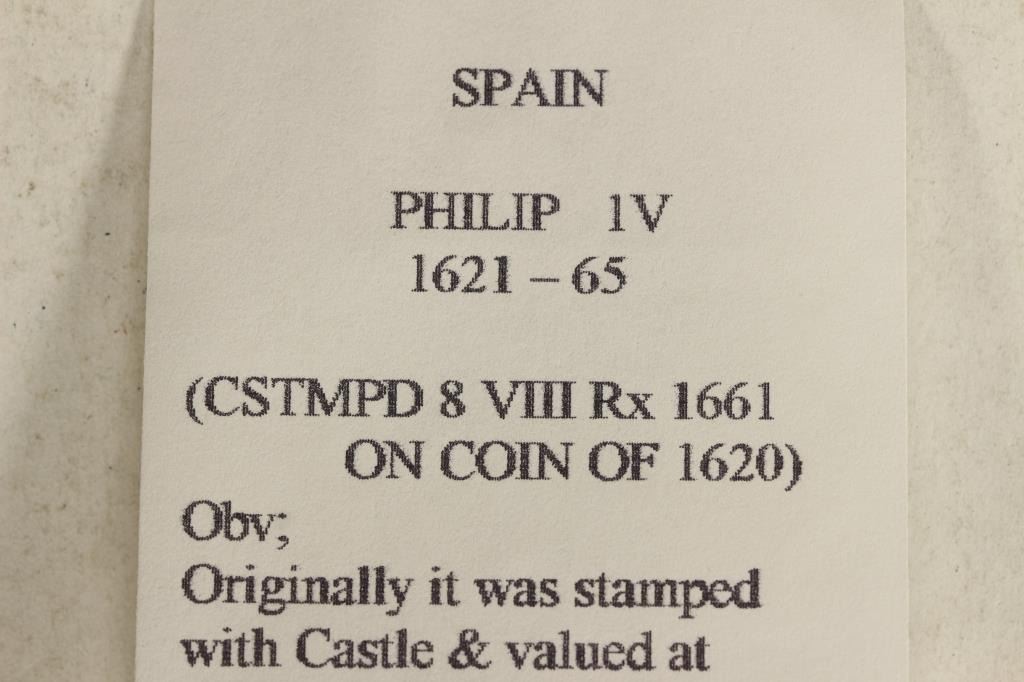 SPAIN
PHILIP 1V
1621 – 65
(CSTMPD 8 VIII Rx 1661
ON COIN OF 1620)
Obv;
Originally it was stamped
with Castle & valued at